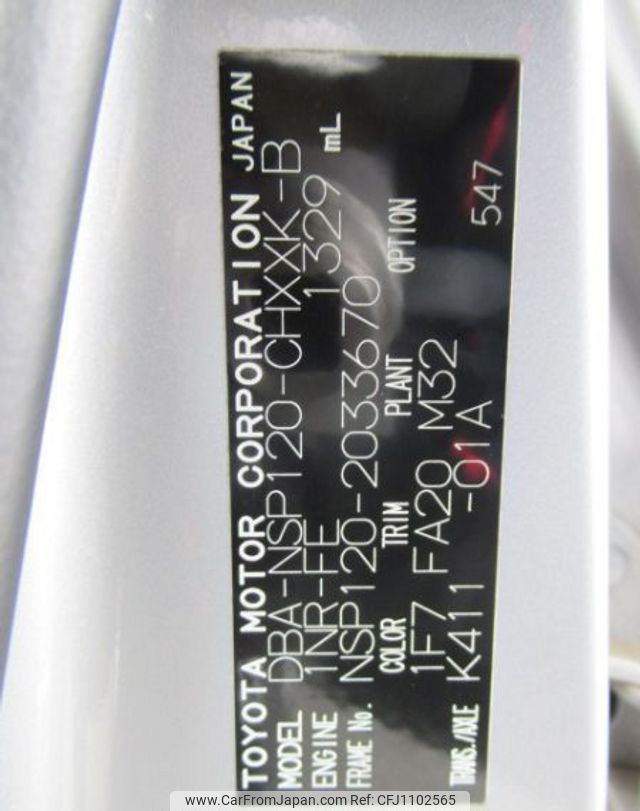 TOYOTA MOTOR CORPORATION JAPAN
MODEL DBA-NSP120-CHXXK-B
ENGINE 1NR-FE 1329 mL
FRAME No. NSP120-2033670
COLOR TRIM PLANT OPTION
1F7 FA20 M32
TRANS./AXLE K411 -01A 547
www.CarFromJapan.com Ref:CFJ1102565